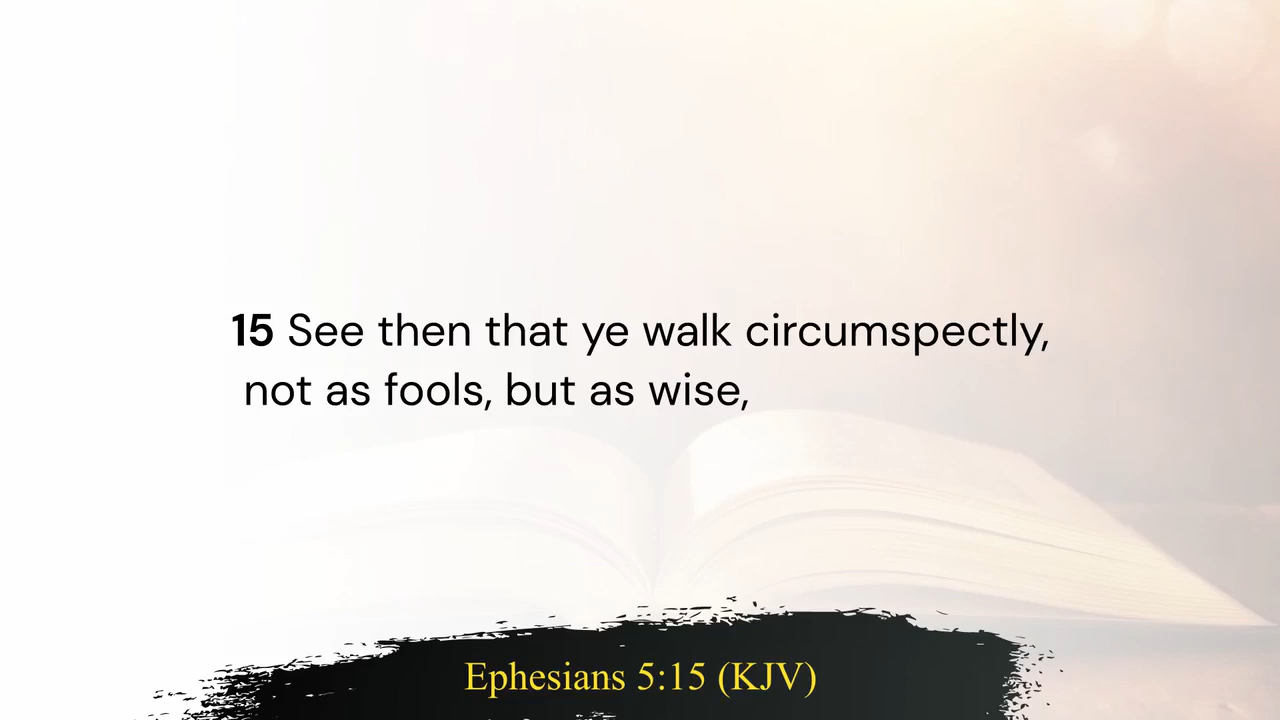 15 See then that ye walk circumspectly,
not as fools, but as wise,
Ephesians 5:15 (KJV)